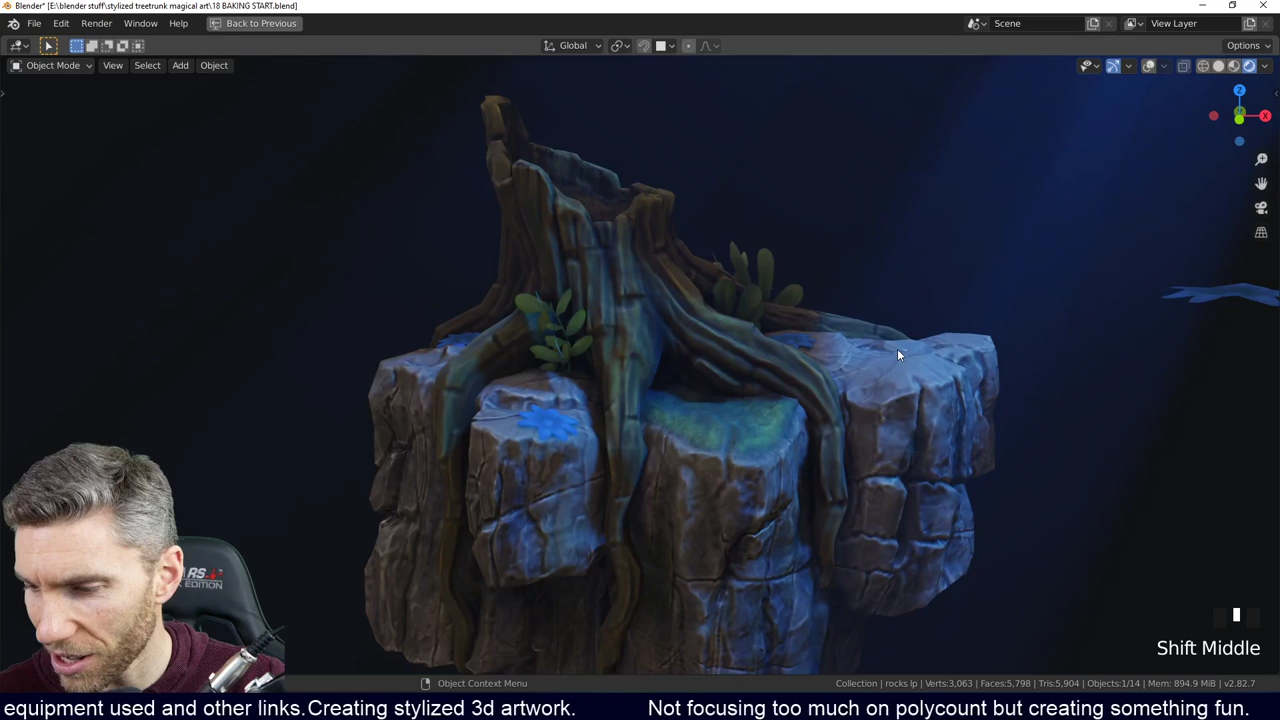 Blender* [E:\blender stuff\stylized treetrunk magical art\18 BAKING START.blend]
File Edit Render Window Help Back to Previous Scene View Layer
Global Options
Object Mode View Select Add Object
Z
X
RS
EDITION
Shift Middle
Object Context Menu Collection | rocks lp | Verts:3,063 | Faces:5,798 | Tris:5,904 | Objects:1/14 | Mem: 894.9 MiB | v2.82.7
equipment used and other links.Creating stylized 3d artwork. Not focusing too much on polycount but creating something fun.